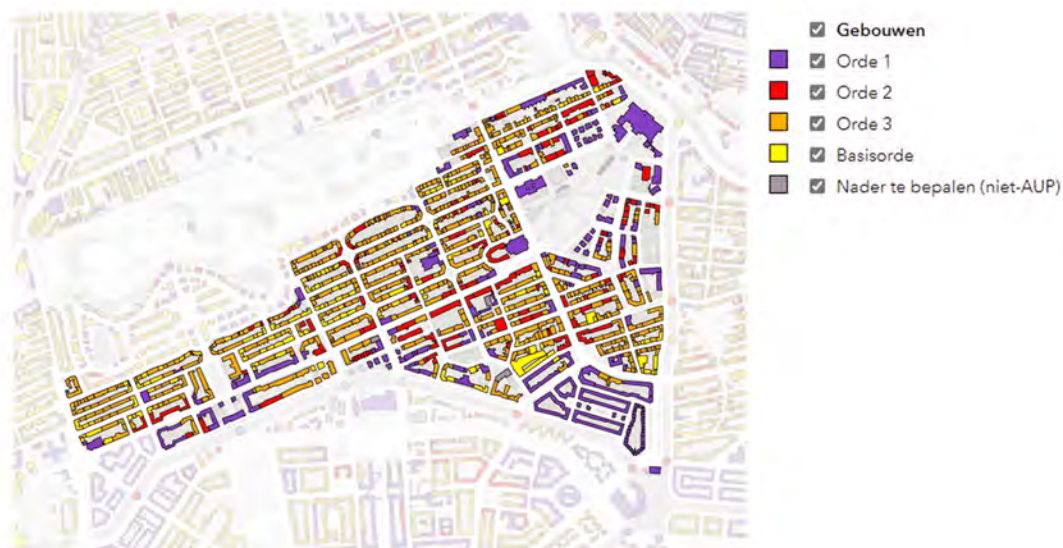 Gebouwen
Orde 1
Orde 2
Orde 3
Basisorde
Nader te bepalen (niet-AUP)